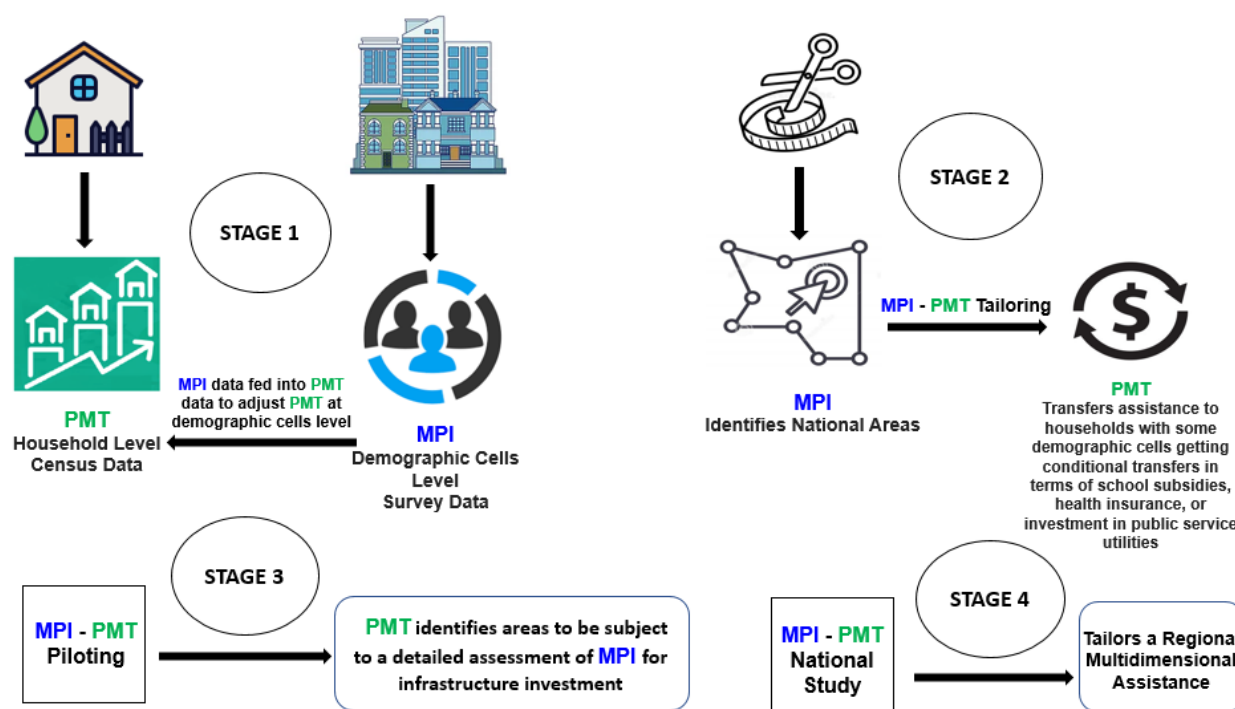 STAGE 1
MPI data fed into PMT
data to adjust PMT at
demographic cells level
PMT
Household Level
Census Data
MPI
Demographic Cells
Level
Survey Data
STAGE 2
MPI - PMT Tailoring
MPI
Identifies National Areas
$
PMT
Transfers assistance to
households with some
demographic cells getting
conditional transfers in
terms of school subsidies,
health insurance, or
investment in public service
utilities
STAGE 3
MPI - PMT
Piloting
PMT identifies areas to be subject
to a detailed assessment of MPI for
infrastructure investment
STAGE 4
MPI - PMT
National
Study
Tailors a Regional
Multidimensional
Assistance